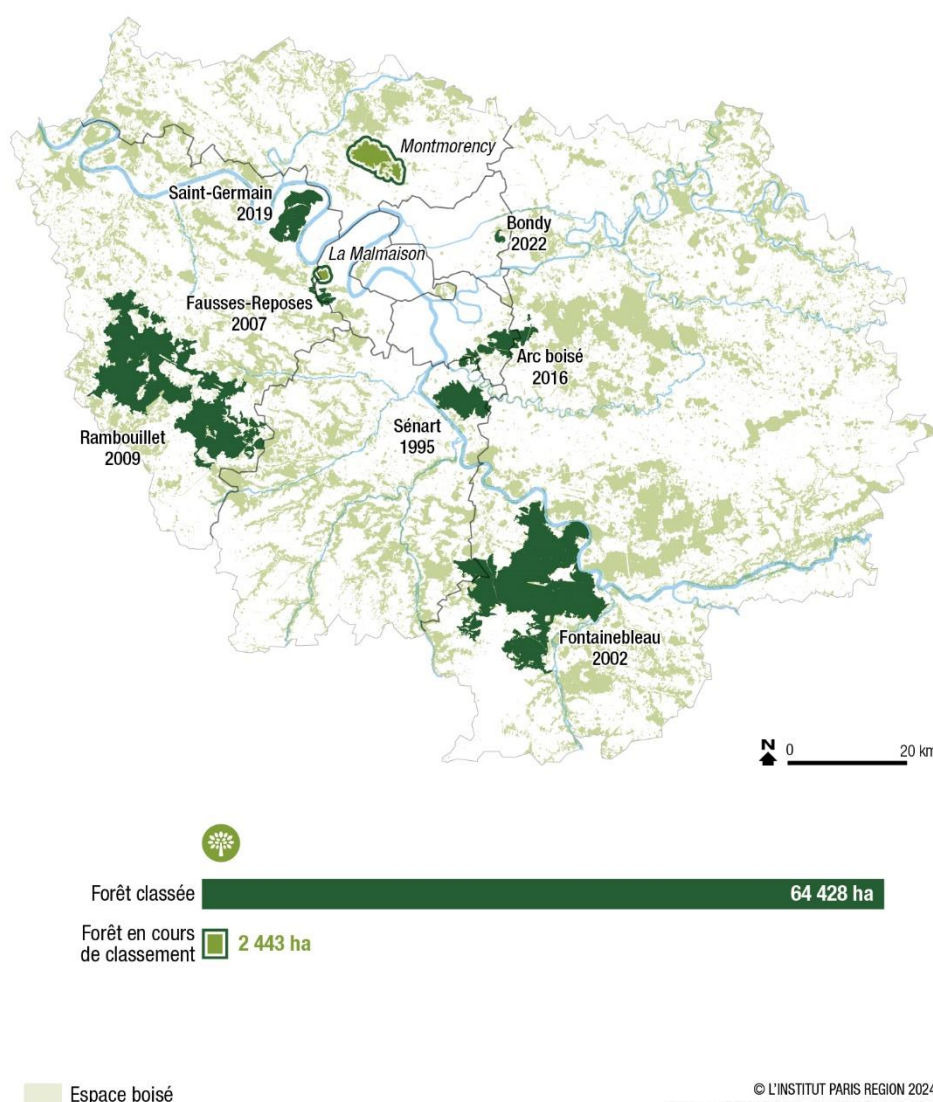 Montmorency
Saint-Germain
2019
Bondy
2022
La Malmaison
Fausses-Reposes
2007
Arc boisé
2016
Rambouillet
2009
Sénart
1995
Fontainebleau
2002
N 0 20 km
Forêt classée 64 428 ha
Forêt en cours
de classement 2 443 ha
Espace boisé
© L'INSTITUT PARIS REGION 2024